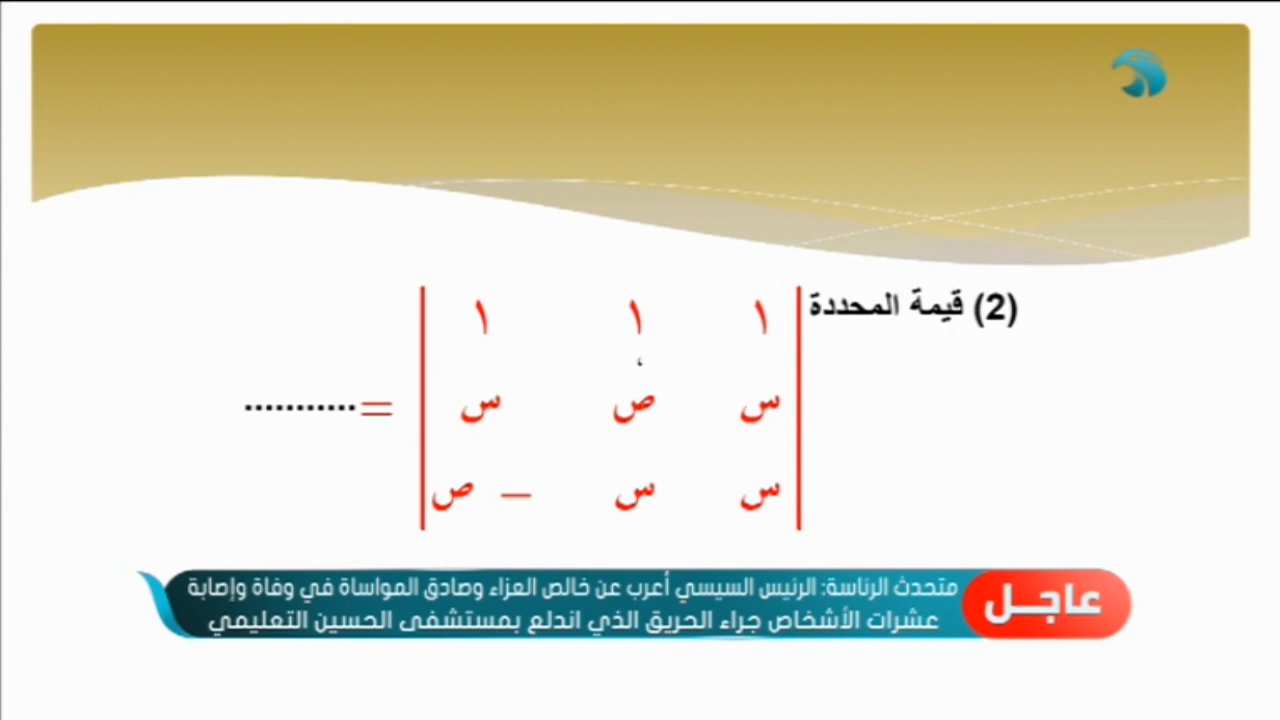 (2) قيمة المحددة
١ ١ ١
س ص س = ...........
س س - ص
عاجل
متحدث الرئاسة: الرئيس السيسي أعرب عن خالص العزاء وصادق المواساة في وفاة وإصابة
عشرات الأشخاص جراء الحريق الذي اندلع بمستشفى الحسين التعليمي